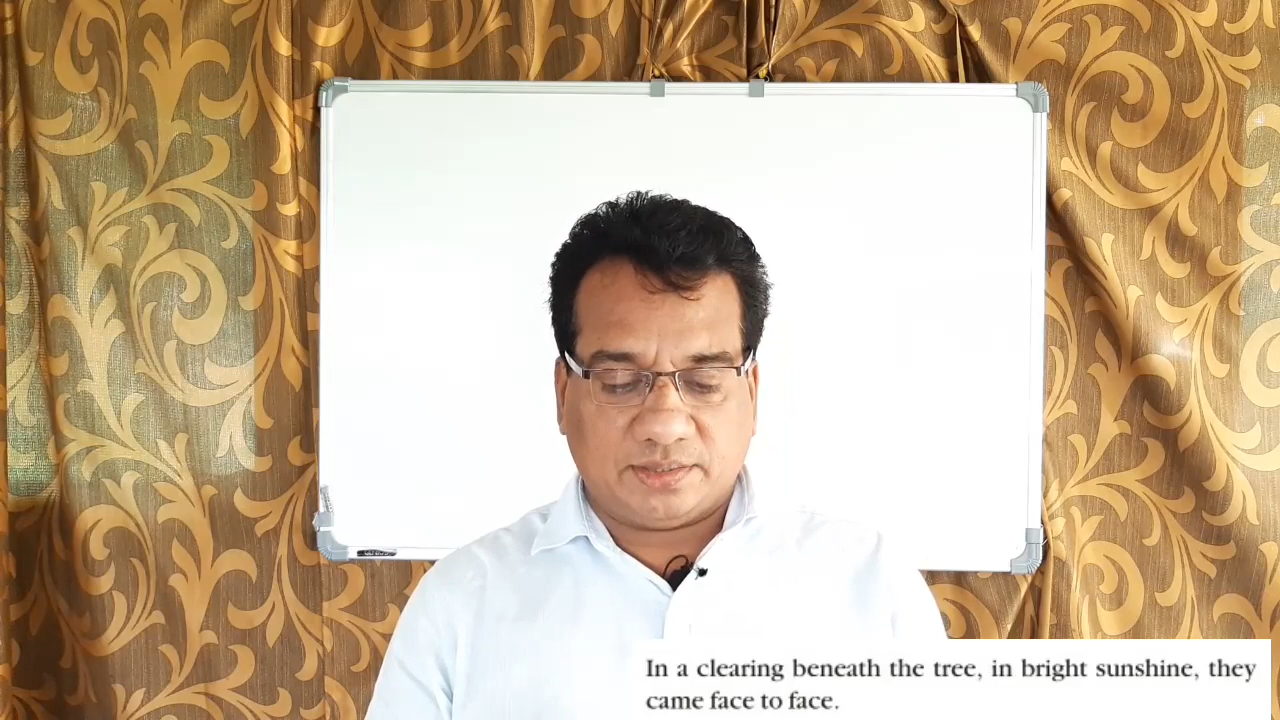 In a clearing beneath the tree, in bright sunshine, they
came face to face.